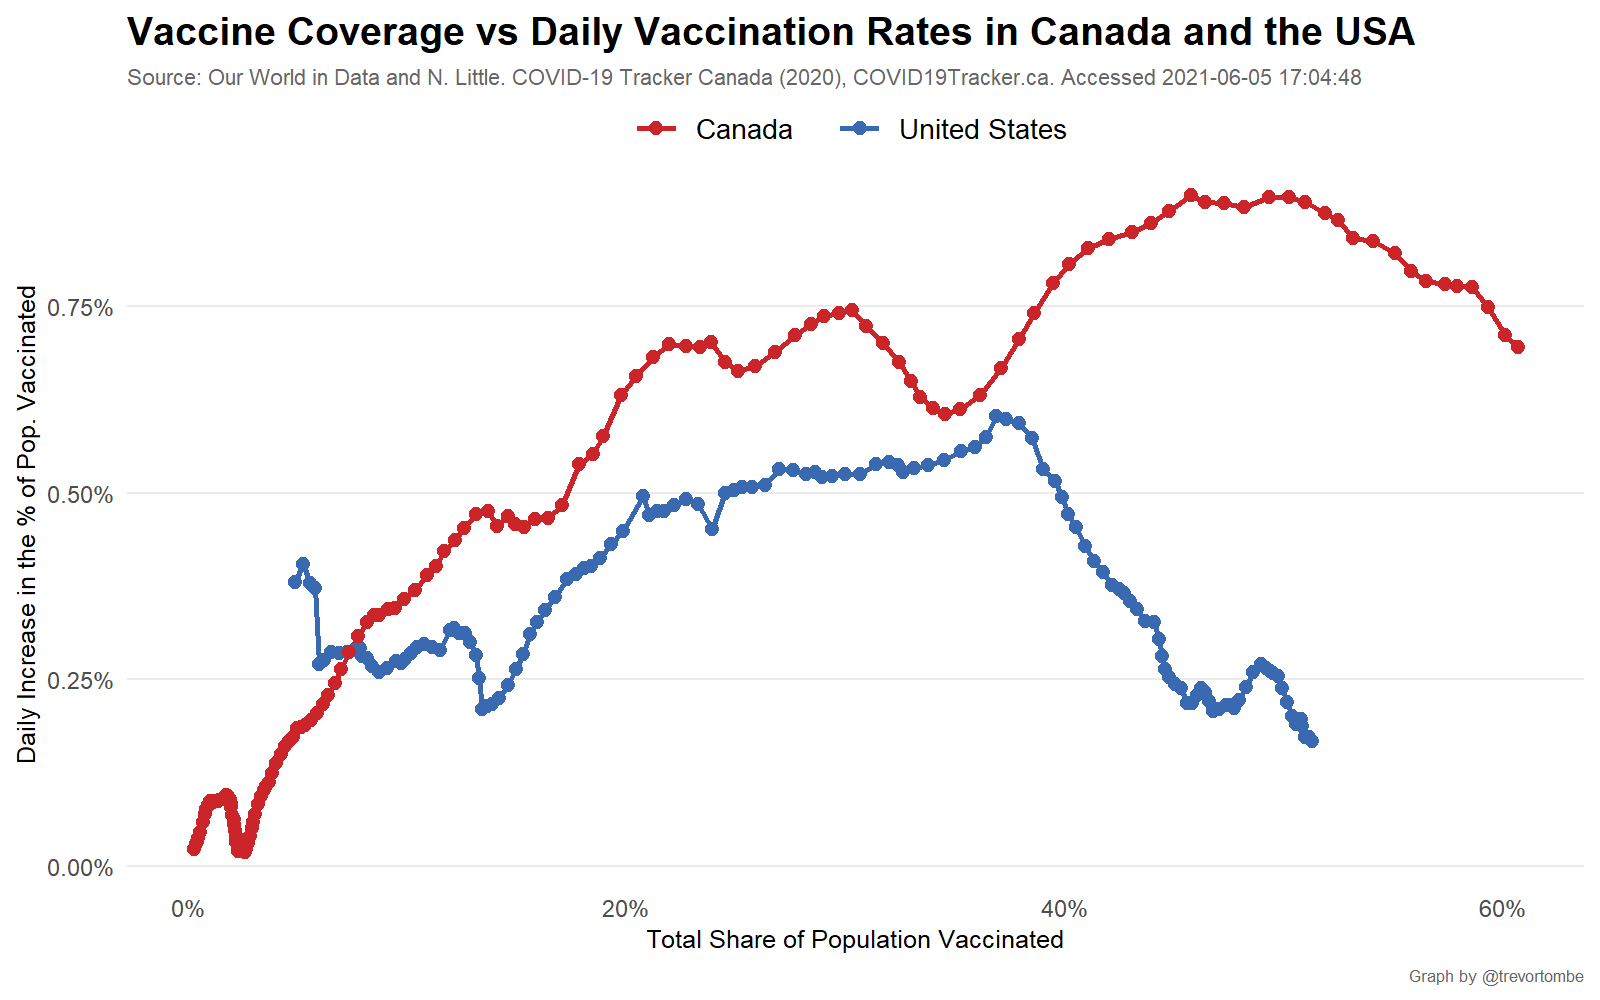 Vaccine Coverage vs Daily Vaccination Rates in Canada and the USA
Source: Our World in Data and N. Little. COVID-19 Tracker Canada (2020), COVID19Tracker.ca. Accessed 2021-06-05 17:04:48
Canada
United States
Daily Increase in the % of Pop. Vaccinated
0.75%
0.50%
0.25%
0.00%
0%
20%
40%
60%
Total Share of Population Vaccinated
Graph by @trevortombe